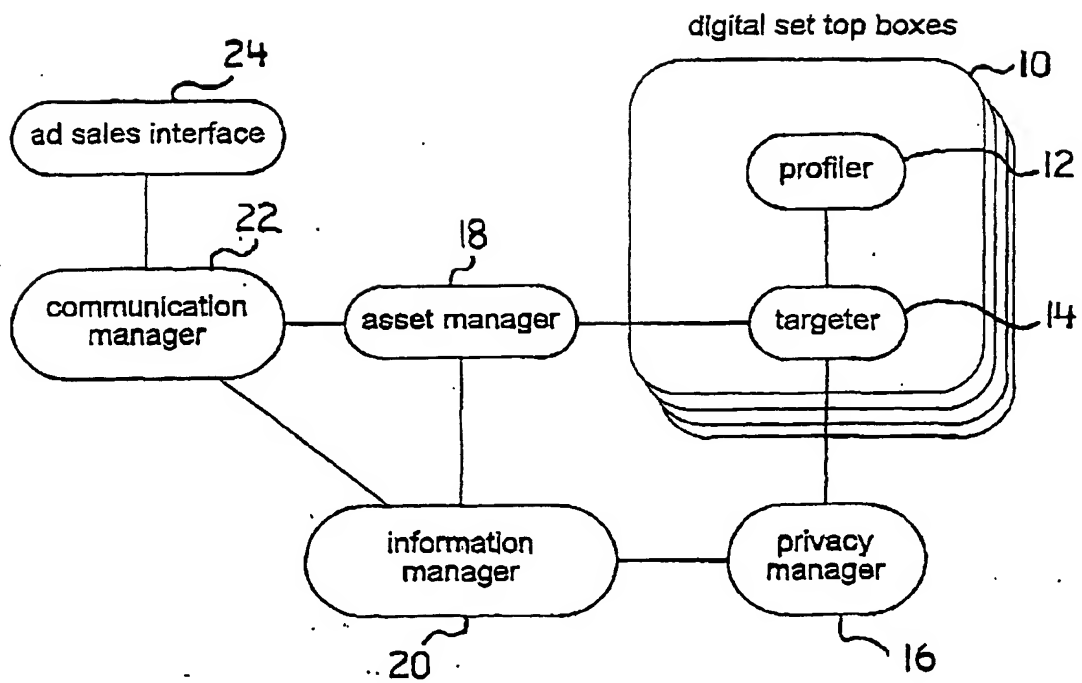 digital set top boxes
24
10
ad sales interface
profiler
12
22
18
communication
manager
asset manager
targeter
14
information
manager
privacy
manager
20
16